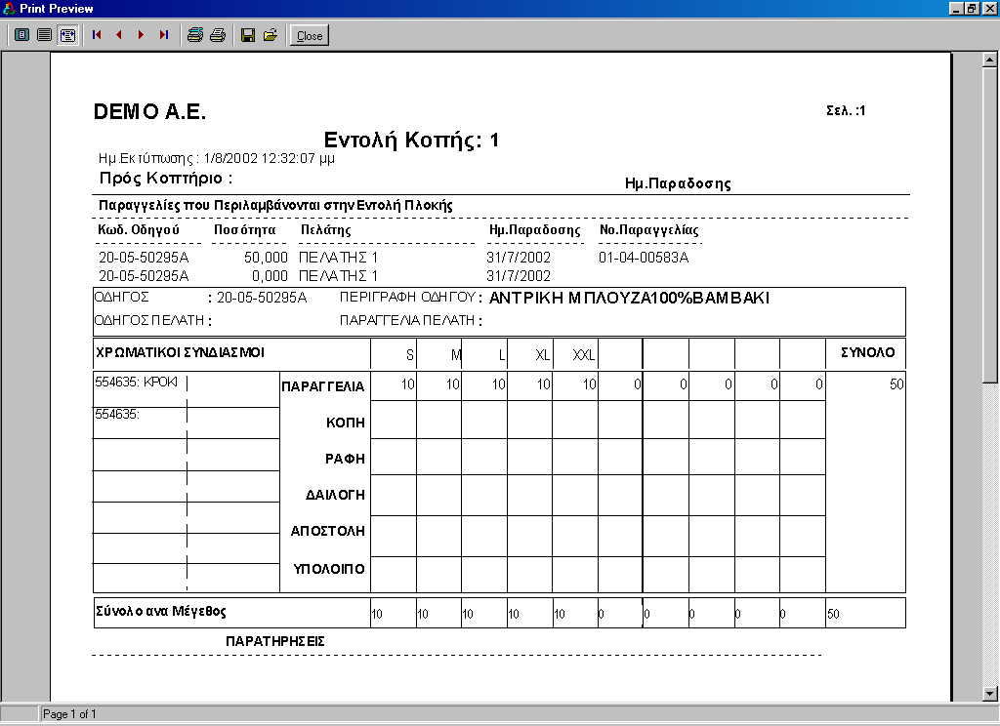 Print Preview
Close
DEMO A.E.
Σελ. :1
Εντολή Κοπής: 1
Ημ.Εκτύπωσης : 1/8/2002 12:32:07 μμ
Πρός Κοπτήριο :
Ημ.Παραδοσης
Παραγγελίες που Περιλαμβάνονται στην Εντολή Πλοκής
Κωδ. Οδηγού Ποσότητα Πελάτης Ημ.Παραδοσης Νο.Παραγγελίας
20-05-50295A 50,000 ΠΕΛΑΤΗΣ 1 31/7/2002 01-04-00583A
20-05-50295A 0,000 ΠΕΛΑΤΗΣ 1 31/7/2002
ΟΔΗΓΟΣ : 20-05-50295A ΠΕΡΙΓΡΑΦΗ ΟΔΗΓΟΥ : ΑΝΤΡΙΚΗ ΜΠΛΟΥΖΑ100%ΒΑΜΒΑΚΙ
ΟΔΗΓΟΣ ΠΕΛΑΤΗ : ΠΑΡΑΓΓΕΛΙΑ ΠΕΛΑΤΗ :
ΧΡΩΜΑΤΙΚΟΙ ΣΥΝΔΙΑΣΜΟΙ S M L XL XXL ΣΥΝΟΛΟ
554635: ΚΡΟΚΙ ΠΑΡΑΓΓΕΛΙΑ 10 10 10 10 10 0 0 0 0 0 50
554635: ΚΟΠΗ
ΡΑΦΗ
ΔΑΙΛΟΓΗ
ΑΠΟΣΤΟΛΗ
ΥΠΟΛΟΙΠΟ
Σύνολο ανα Μέγεθος 10 10 10 10 10 0 0 0 0 0 50
ΠΑΡΑΤΗΡΗΣΕΙΣ
Page 1 of 1